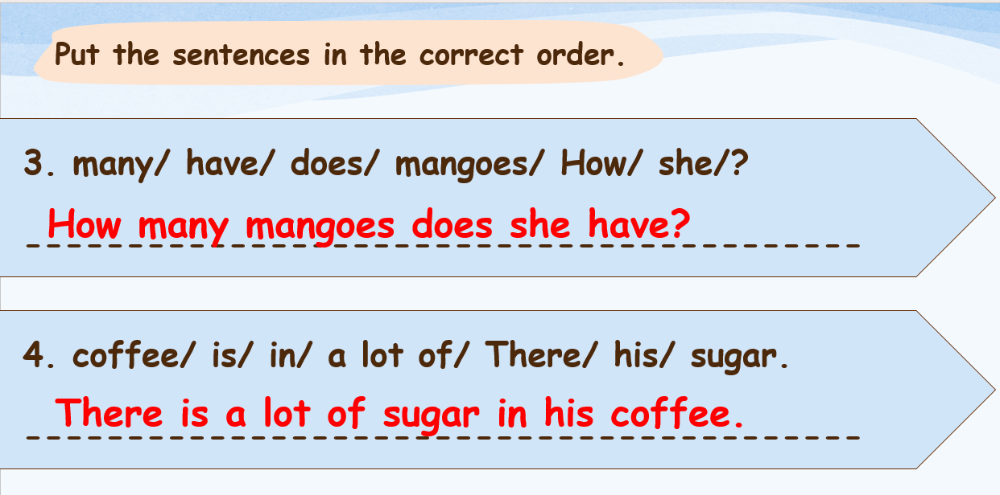 Put the sentences in the correct order.
3. many/ have/ does/ mangoes/ How/ she/?
How many mangoes does she have?
4. coffee/ is/ in/ a lot of/ There/ his/ sugar.
There is a lot of sugar in his coffee.